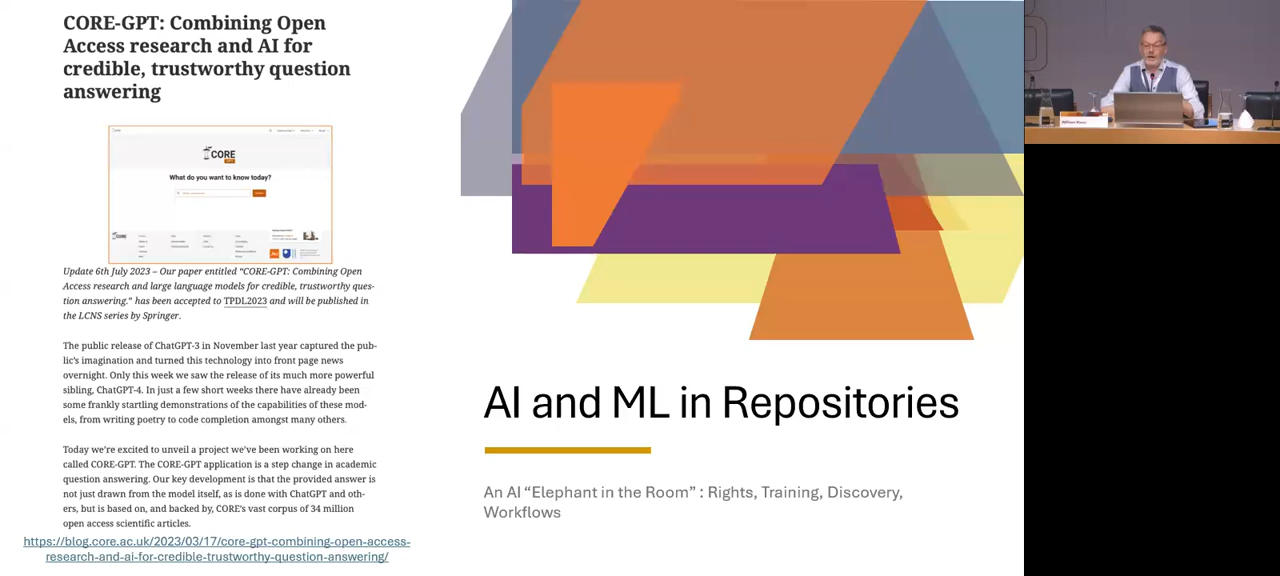 CORE-GPT: Combining Open
Access research and AI for
credible, trustworthy question
answering
CORE
What do you want to know today?
CORE
Update 6th July 2023 – Our paper entitled "CORE-GPT: Combining Open
Access research and large language models for credible, trustworthy ques-
tion answering." has been accepted to TPDL2023 and will be published in
the LCNS series by Springer.
The public release of ChatGPT-3 in November last year captured the pub-
lic's imagination and turned this technology into front page news
overnight. Only this week we saw the release of its much more powerful
sibling, ChatGPT-4. In just a few short weeks there have already been
some frankly startling demonstrations of the capabilities of these mod-
els, from writing poetry to code completion amongst many others.
Today we're excited to unveil a project we've been working on here
called CORE-GPT. The CORE-GPT application is a step change in academic
question answering. Our key development is that the provided answer is
not just drawn from the model itself, as is done with ChatGPT and oth-
ers, but is based on, and backed by, CORE's vast corpus of 34 million
open access scientific articles.
https://blog.core.ac.uk/2023/03/17/core-gpt-combining-open-access-
research-and-ai-for-credible-trustworthy-question-answering/
AI and ML in Repositories
An AI “Elephant in the Room” : Rights, Training, Discovery,
Workflows